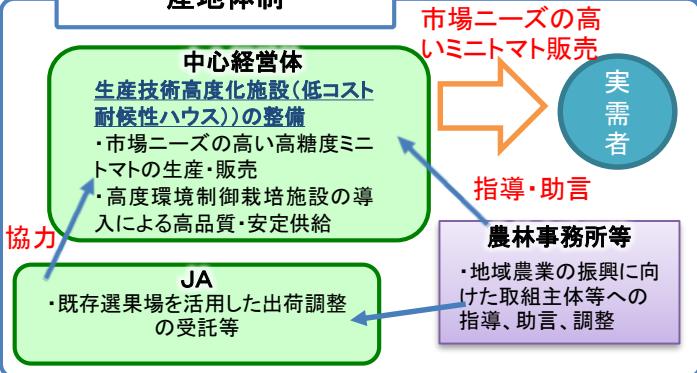 産地体制
市場ニーズの高
いミニトマト販売
中心経営体
生産技術高度化施設(低コスト
耐候性ハウス))の整備
・市場ニーズの高い高糖度ミニ
トマトの生産・販売
・高度環境制御栽培施設の導
入による高品質・安定供給
実
需
者
指導・助言
協力
農林事務所等
・地域農業の振興に向
けた取組主体等への
指導、助言、調整
JA
・既存選果場を活用した出荷調整
の受託等